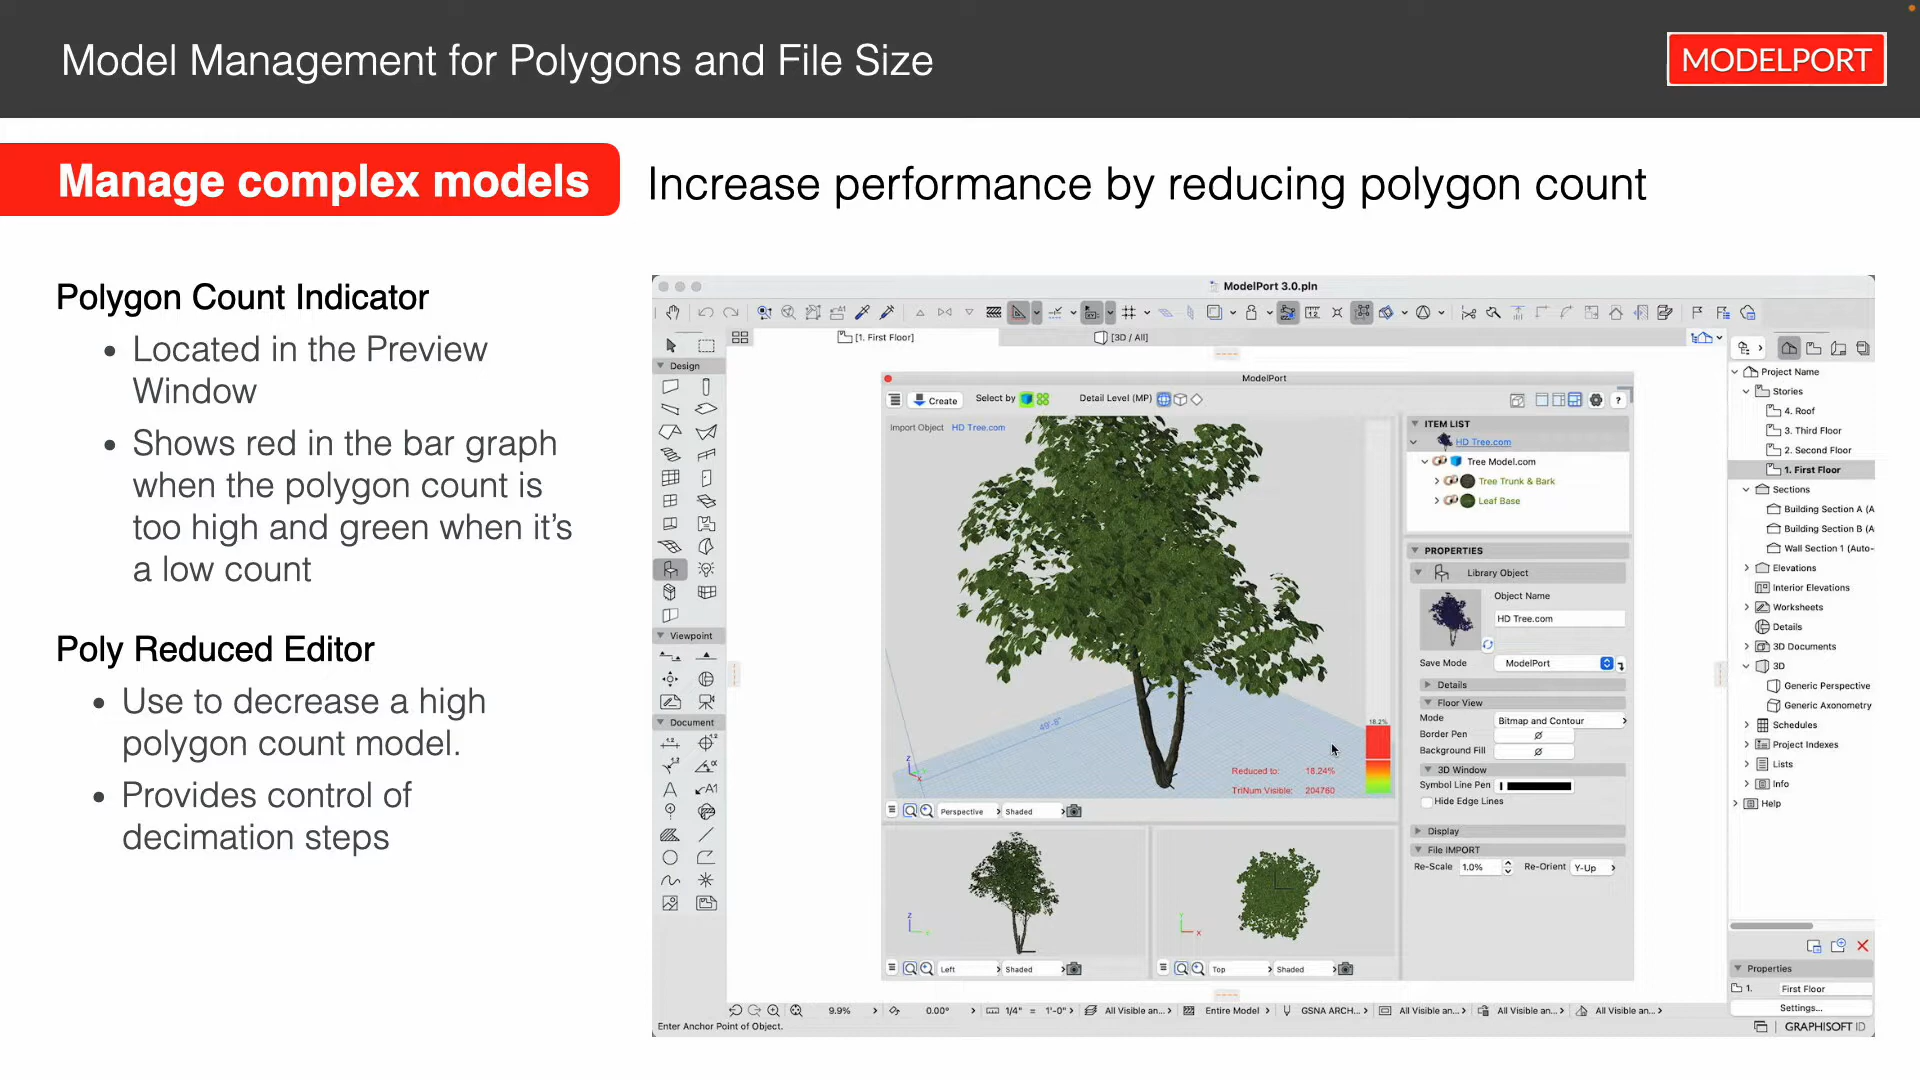 Model Management for Polygons and File Size
MODELPORT
Manage complex models
Increase performance by reducing polygon count
Polygon Count Indicator
• Located in the Preview
Window
• Shows red in the bar graph
when the polygon count is
too high and green when it's
a low count
Poly Reduced Editor
• Use to decrease a high
polygon count model.
• Provides control of
decimation steps
ModelPort 3.0.pln
[1. First Floor]
[3D / All]
Design
Viewpoint
Document
ModelPort
Create
Select by
Detail Level (MP)
?
Import Object HD Tree.com
49'-8"
18.2%
Reduced to: 18.24%
TriNum Visible: 204760
Perspective
Shaded
Left
Shaded
Top
Shaded
ITEM LIST
HD Tree.com
Tree Model.com
Tree Trunk & Bark
Leaf Base
PROPERTIES
Library Object
Object Name
HD Tree.com
Save Mode
ModelPort
Details
Floor View
Mode
Bitmap and Contour
Border Pen
Background Fill
3D Window
Symbol Line Pen
Hide Edge Lines
Display
File IMPORT
Re-Scale 1.0% Re-Orient Y-Up
Project Name
Stories
4. Roof
3. Third Floor
2. Second Floor
1. First Floor
Sections
Building Section A (A
Building Section B (A
Wall Section 1 (Auto-
Elevations
Interior Elevations
Worksheets
Details
3D Documents
3D
Generic Perspective
Generic Axonometry
Schedules
Project Indexes
Lists
Info
Help
Properties
1. First Floor
Settings...
9.9% 0.00° 1/4" = 1'-0" All Visible an... Entire Model GSNA ARCH... All Visible an... All Visible an... All Visible an...
Enter Anchor Point of Object.
GRAPHISOFT ID